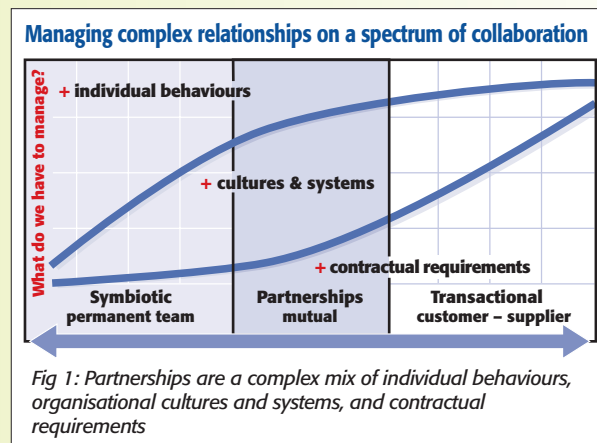 Managing complex relationships on a spectrum of collaboration
What do we have to manage?
+ individual behaviours
+ cultures & systems
+ contractual requirements
Symbiotic
permanent team
Partnerships
mutual
Transactional
customer – supplier
Fig 1: Partnerships are a complex mix of individual behaviours,
organisational cultures and systems, and contractual
requirements